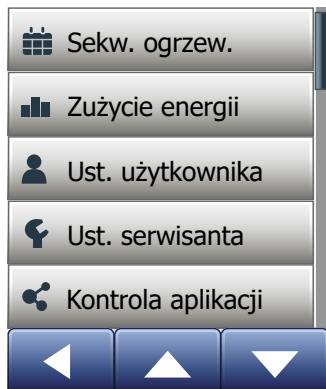 Sekw. ogrzew.
Zużycie energii
Ust. użytkownika
Ust. serwisanta
Kontrola aplikacji